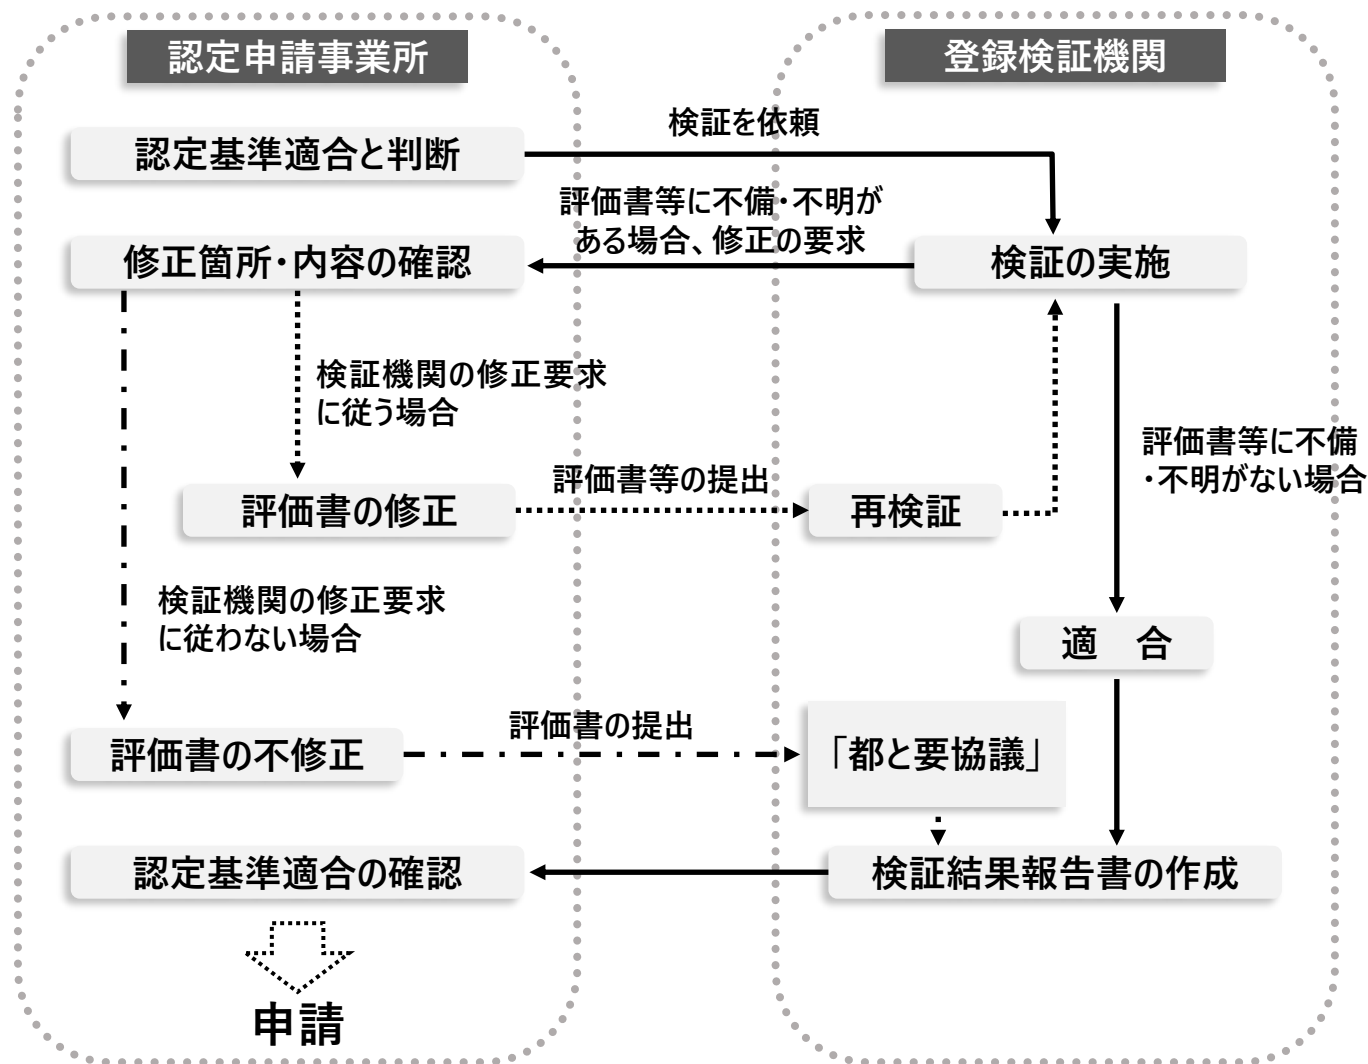 認定申請事業所
登録検証機関
認定基準適合と判断
検証を依頼
評価書等に不備・不明が
ある場合、修正の要求
修正箇所・内容の確認
検証の実施
検証機関の修正要求
に従う場合
評価書等に不備
・不明がない場合
評価書の修正
評価書等の提出
再検証
検証機関の修正要求
に従わない場合
適　合
評価書の不修正
評価書の提出
「都と要協議」
認定基準適合の確認
検証結果報告書の作成
申請